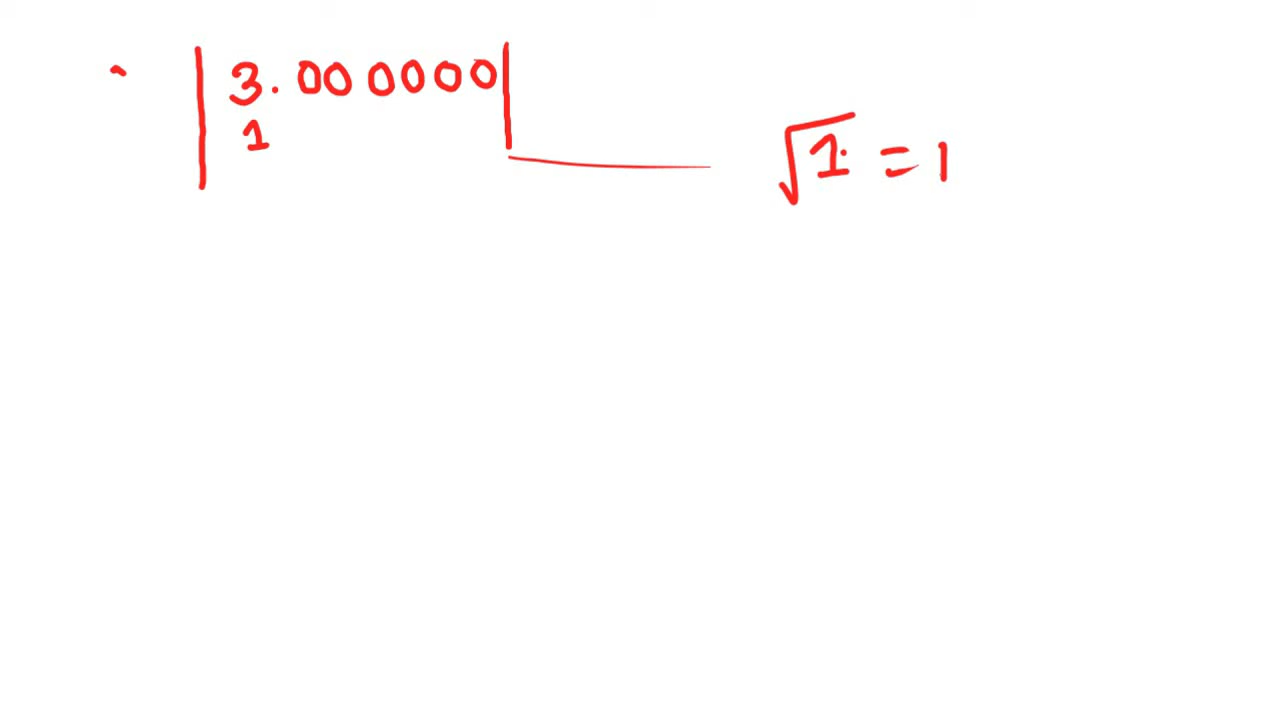 3.000000
1
√1 = 1